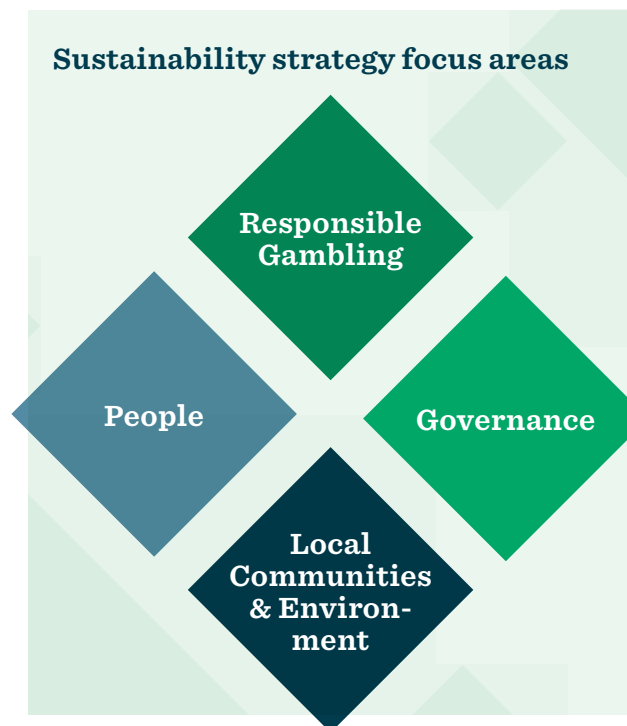 Sustainability strategy focus areas
Responsible
Gambling
People
Governance
Local
Communities
& Environ-
ment